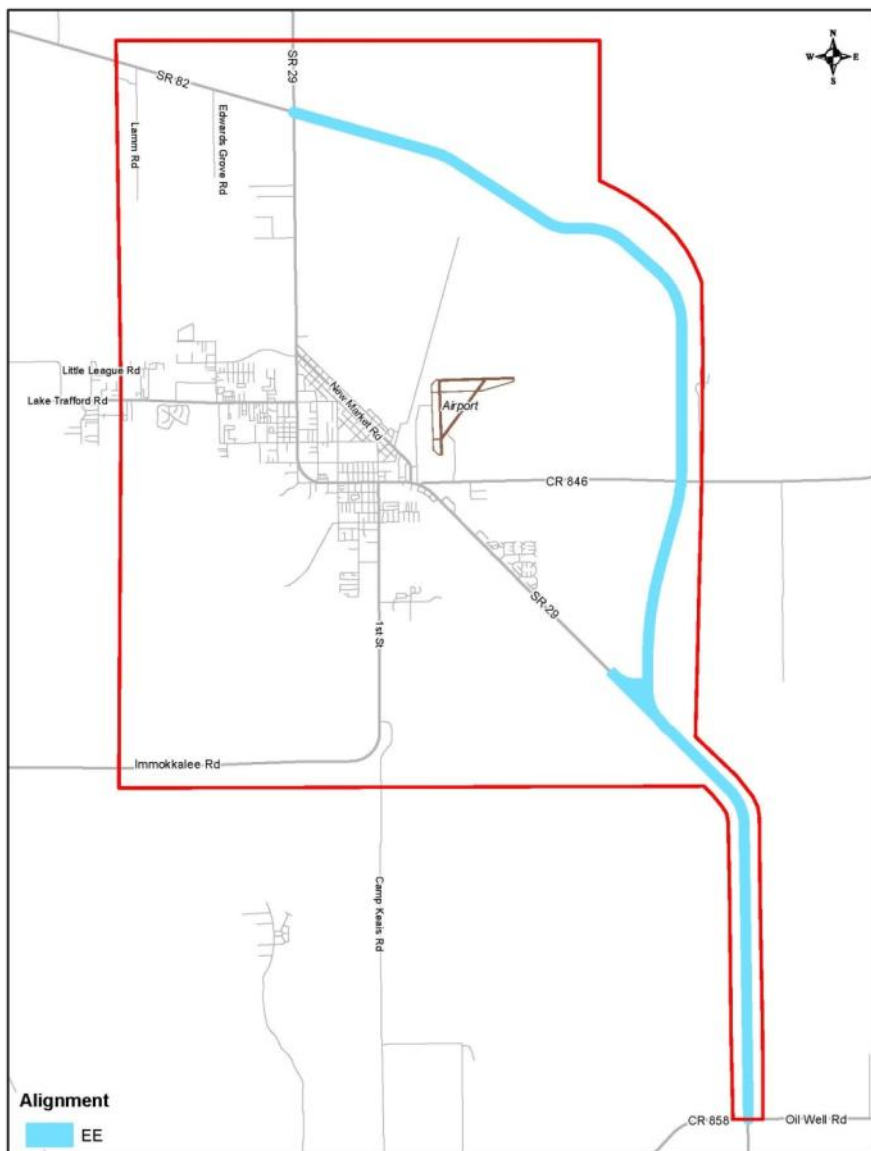 N
W E
S
SR 82
SR 29
Lamm Rd
Edwards Grove Rd
Little League Rd
Lake Trafford Rd
New Market Rd
Airport
CR 846
SR 29
1st St
Immokkalee Rd
Camp Keais Rd
CR 858
Oil Well Rd
Alignment
EE